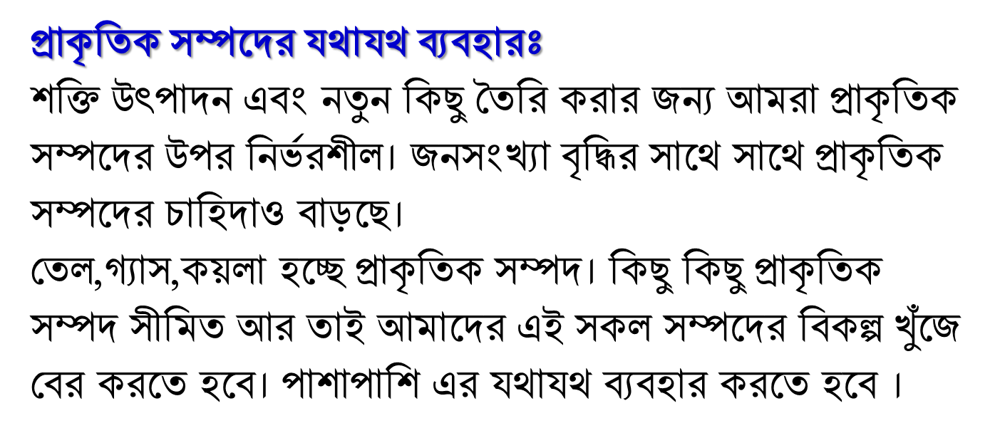 প্রাকৃতিক সম্পদের যথাযথ ব্যবহারঃ
শক্তি উৎপাদন এবং নতুন কিছু তৈরি করার জন্য আমরা প্রাকৃতিক
সম্পদের উপর নির্ভরশীল। জনসংখ্যা বৃদ্ধির সাথে সাথে প্রাকৃতিক
সম্পদের চাহিদাও বাড়ছে।
তেল,গ্যাস,কয়লা হচ্ছে প্রাকৃতিক সম্পদ। কিছু কিছু প্রাকৃতিক
সম্পদ সীমিত আর তাই আমাদের এই সকল সম্পদের বিকল্প খুঁজে
বের করতে হবে। পাশাপাশি এর যথাযথ ব্যবহার করতে হবে ।